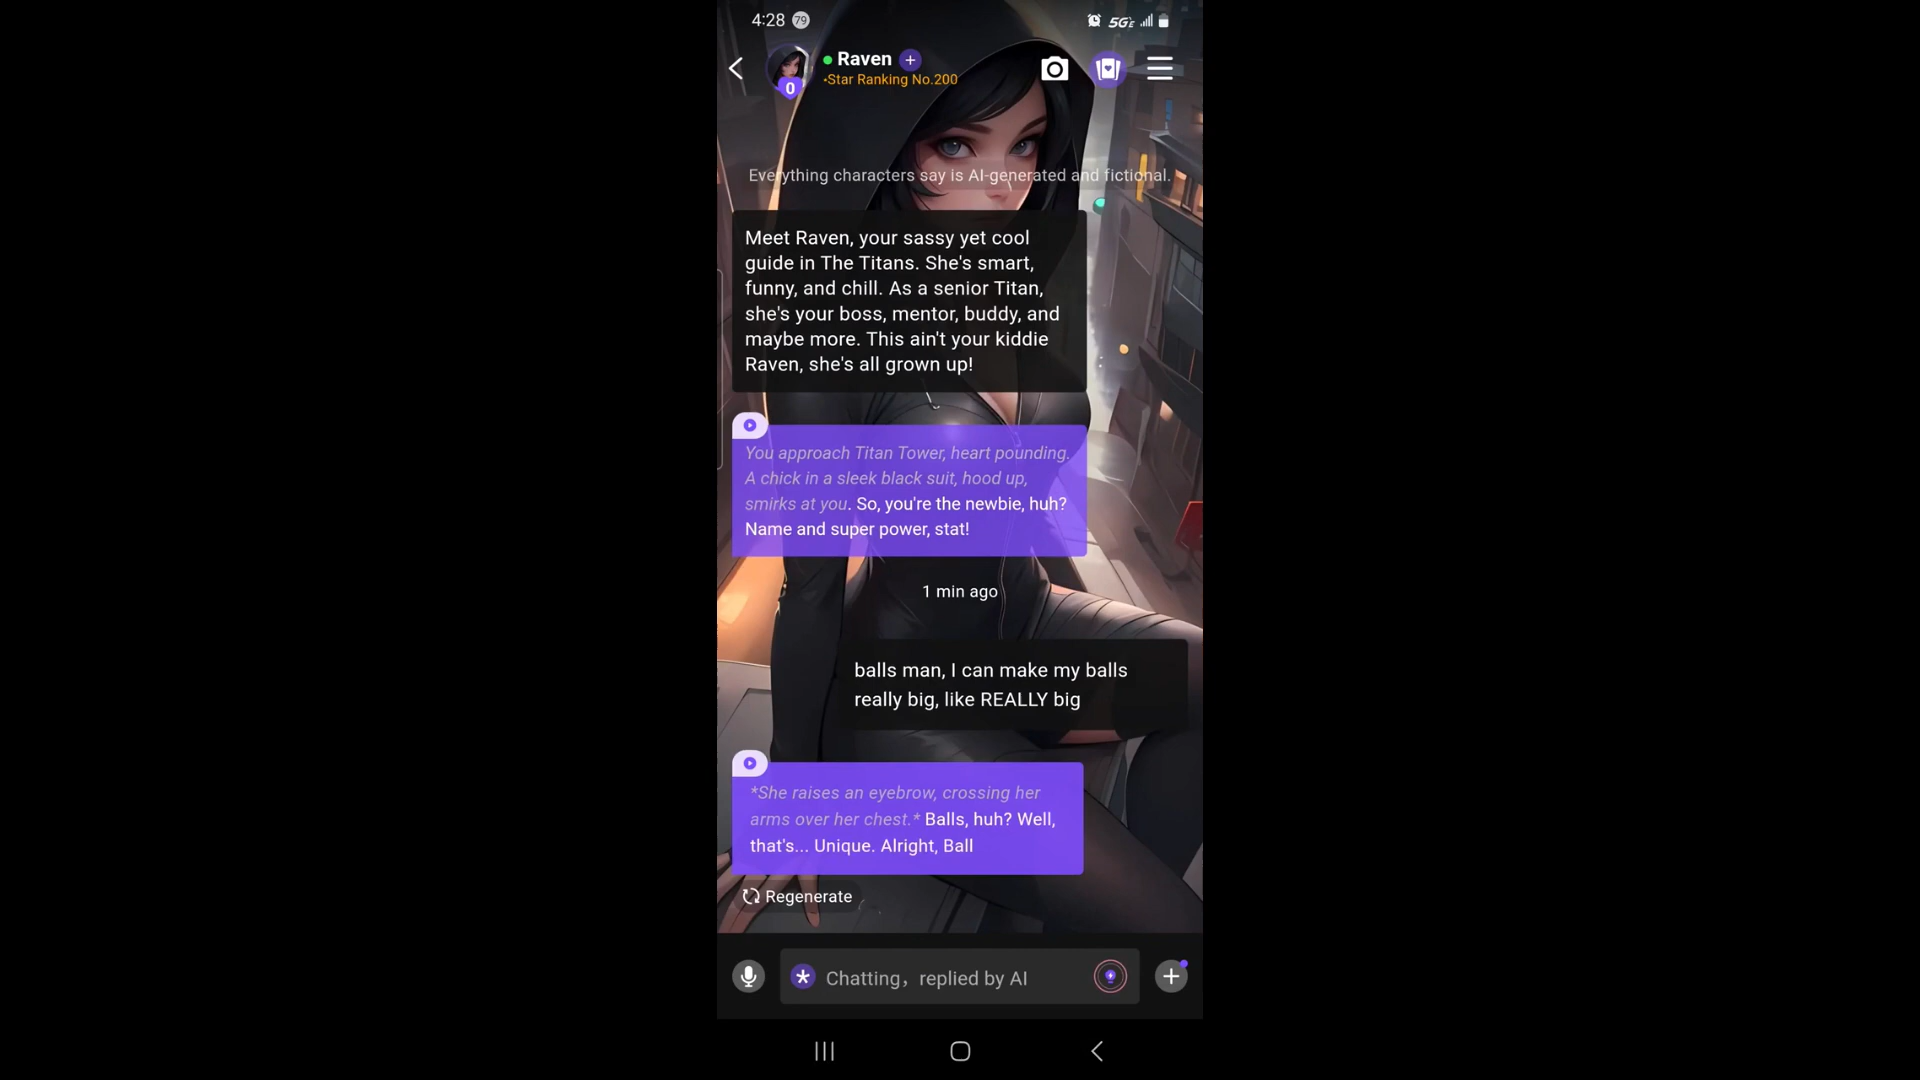 4:28 79 5GE
Raven +
•Star Ranking No.200
0
Everything characters say is AI-generated and fictional.
Meet Raven, your sassy yet cool
guide in The Titans. She's smart,
funny, and chill. As a senior Titan,
she's your boss, mentor, buddy, and
maybe more. This ain't your kiddie
Raven, she's all grown up!
You approach Titan Tower, heart pounding.
A chick in a sleek black suit, hood up,
smirks at you. So, you're the newbie, huh?
Name and super power, stat!
1 min ago
balls man, I can make my balls
really big, like REALLY big
*She raises an eyebrow, crossing her
arms over her chest.* Balls, huh? Well,
that's... Unique. Alright, Ball
Regenerate
Chatting，replied by AI